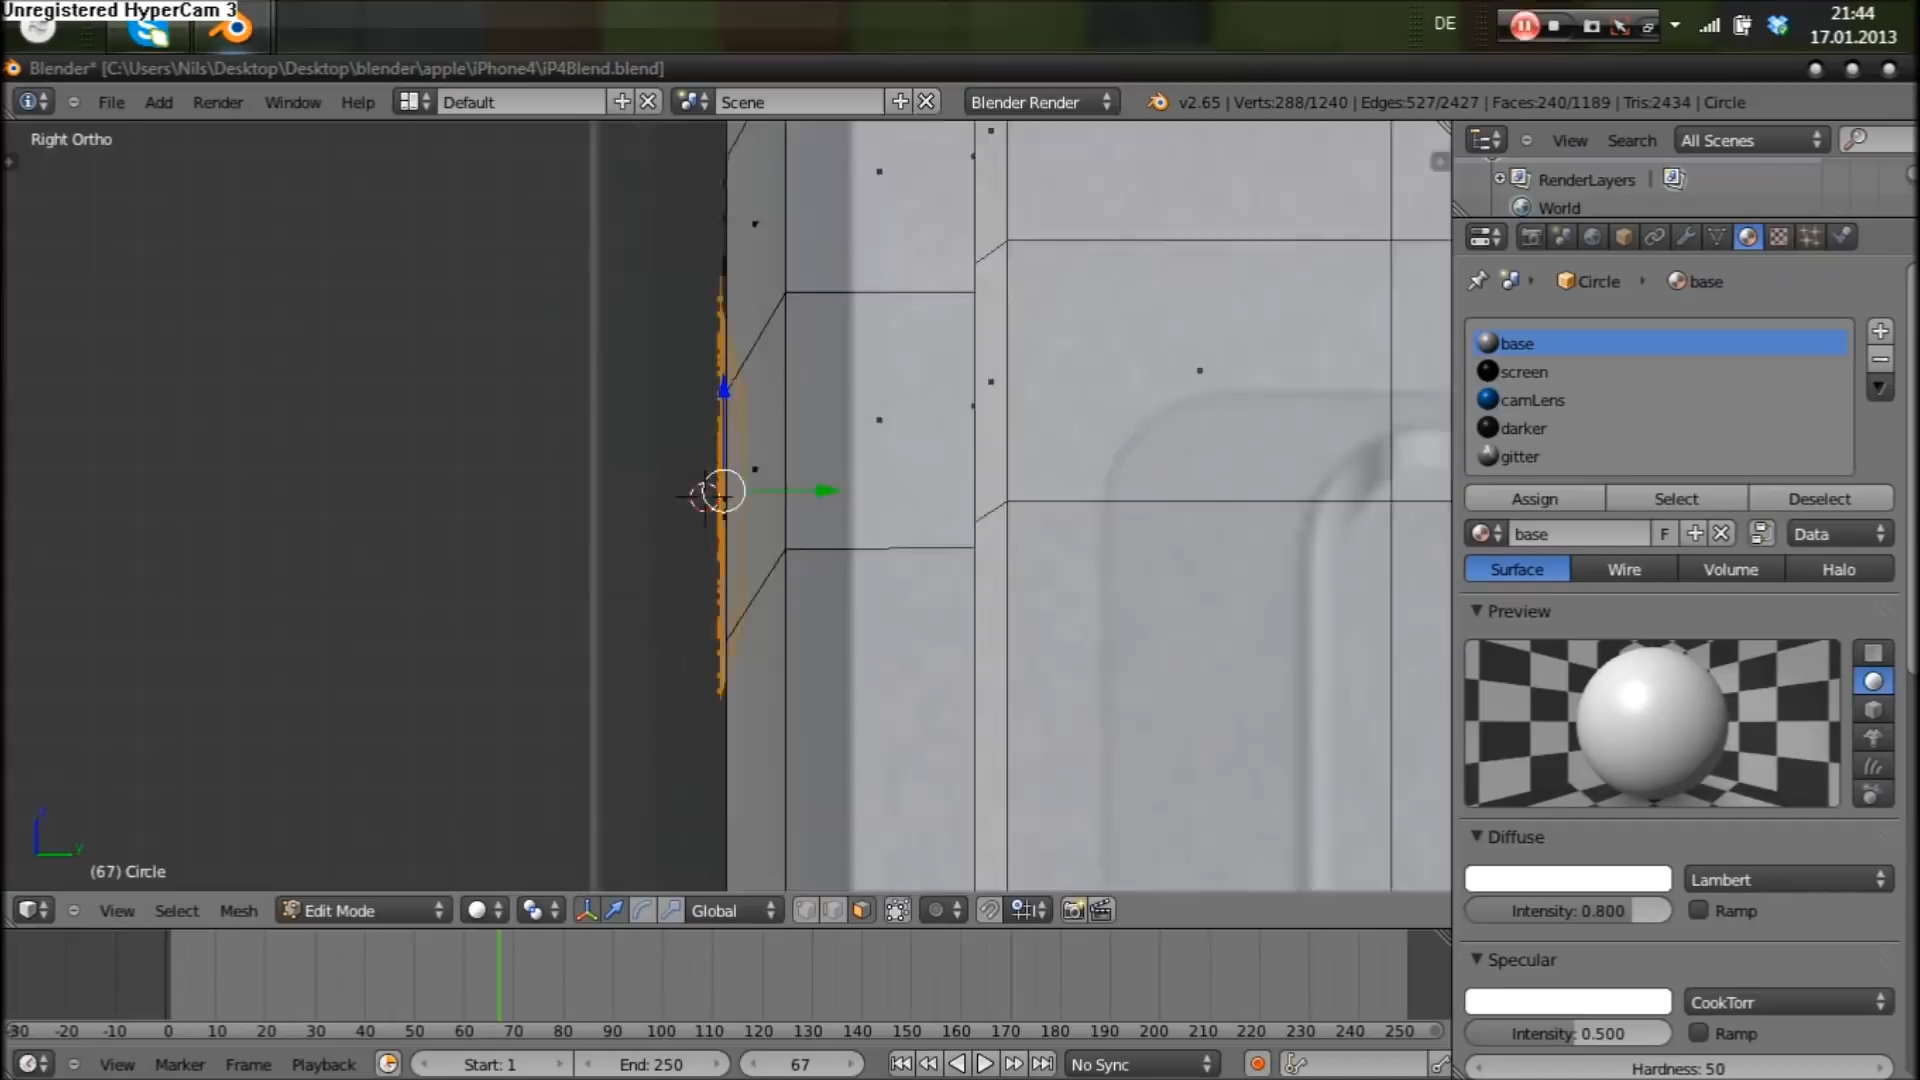 Unregistered HyperCam 3
DE
21:44
17.01.2013
Blender* [C:\Users\Nils\Desktop\Desktop\blender\apple\iPhone4\iP4Blend.blend]
File Add Render Window Help Default Scene Blender Render v2.65 | Verts:288/1240 | Edges:527/2427 | Faces:240/1189 | Tris:2434 | Circle
Right Ortho
View Search All Scenes
RenderLayers
World
Circle base
base
screen
camLens
darker
gitter
Assign Select Deselect
base F Data
Surface Wire Volume Halo
Preview
Diffuse
Lambert
Intensity: 0.800 Ramp
Specular
CookTorr
Intensity: 0.500 Ramp
Hardness: 50
z
y
(67) Circle
View Select Mesh Edit Mode Global
-30 -20 -10 0 10 20 30 40 50 60 70 80 90 100 110 120 130 140 150 160 170 180 190 200 210 220 230 240 250
View Marker Frame Playback Start: 1 End: 250 67 No Sync